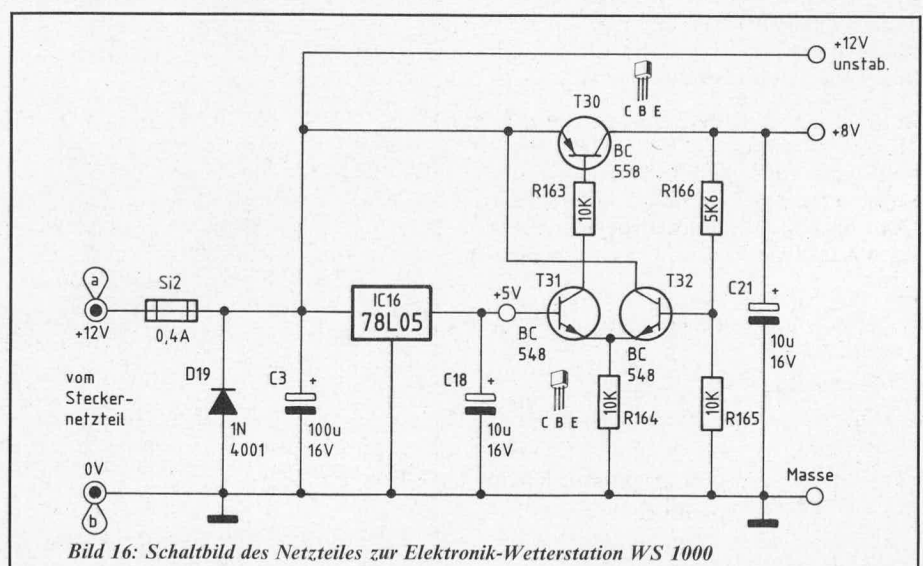 +12V
unstab.
T30
C B E
+8V
BC
558
R163
10K
R166
5K6
a
Si2
+12V
0,4A
IC16
78L05
+5V
T31
T32
BC
548
BC
548
C21
+
10u
16V
vom
Stecker-
netzteil
D19
1N
4001
C3
+
100u
16V
C18
+
10u
16V
C B E
10K
R164
10K
R165
0V
b
Masse
Bild 16: Schaltbild des Netzteiles zur Elektronik-Wetterstation WS 1000